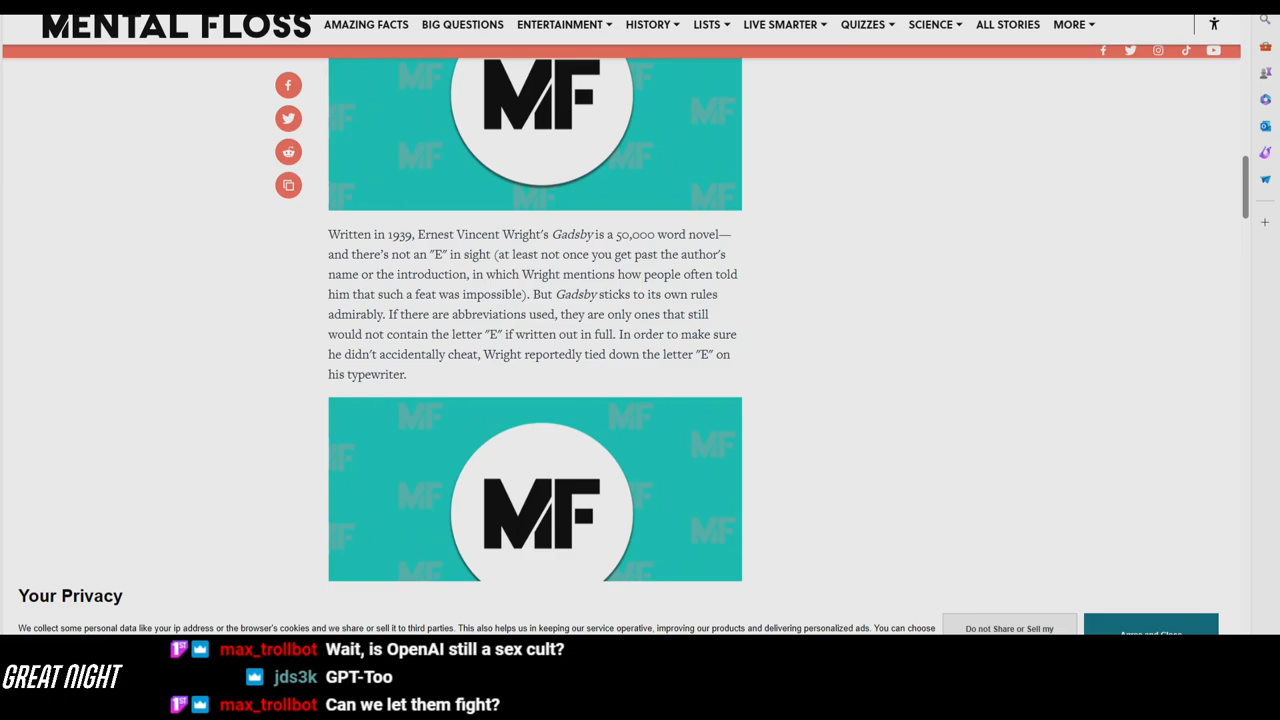 MENTAL FLOSS
AMAZING FACTS BIG QUESTIONS ENTERTAINMENT HISTORY LISTS LIVE SMARTER QUIZZES SCIENCE ALL STORIES MORE
MF
Written in 1939, Ernest Vincent Wright's Gadsby is a 50,000 word novel—
and there's not an "E" in sight (at least not once you get past the author's
name or the introduction, in which Wright mentions how people often told
him that such a feat was impossible). But Gadsby sticks to its own rules
admirably. If there are abbreviations used, they are only ones that still
would not contain the letter "E" if written out in full. In order to make sure
he didn't accidentally cheat, Wright reportedly tied down the letter "E" on
his typewriter.
MF
Your Privacy
We collect some personal data like your ip address or the browser's cookies and we share or sell it to third parties. This also helps us in keeping our service operative, improving our products and delivering personalized ads. You can choose
Do not Share or Sell my
Agree and Close
max_trollbot Wait, is OpenAI still a sex cult?
GREAT NIGHT
jds3k GPT-Too
max_trollbot Can we let them fight?